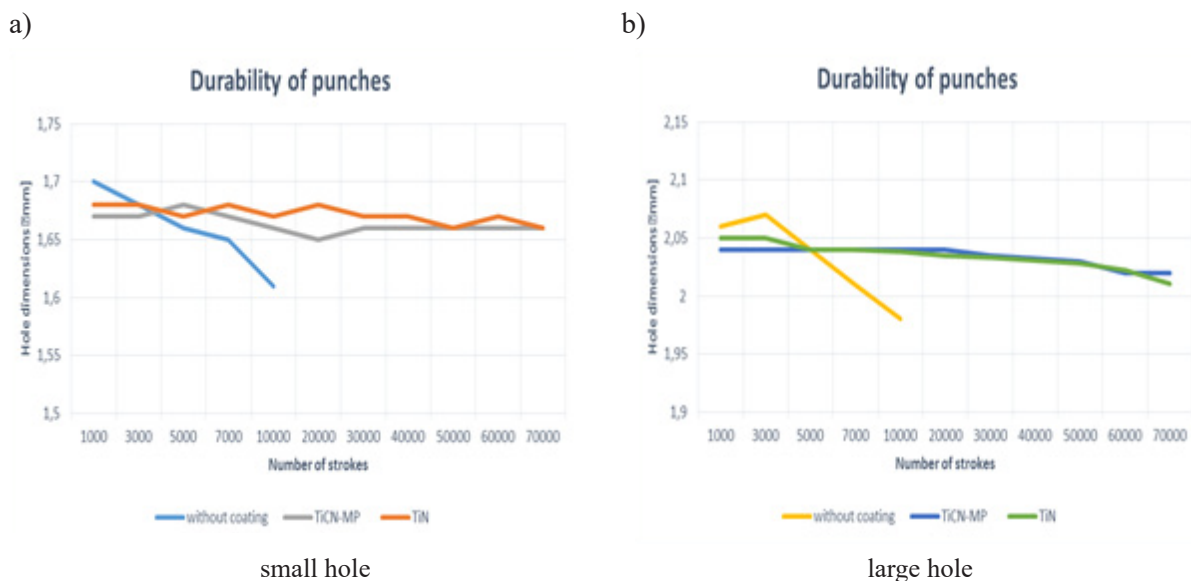 a)
Durability of punches
Hole dimensions [mm]
1,75
1,7
1,65
1,6
1,55
1,5
1000 3000 5000 7000 10000 20000 30000 40000 50000 60000 70000
Number of strokes
without coating TiCN-MP TiN
small hole
b)
Durability of punches
Hole dimensions [mm]
2,15
2,1
2,05
2
1,95
1,9
1000 3000 5000 7000 10000 20000 30000 40000 50000 60000 70000
Number of strokes
without coating TiCN-MP TiN
large hole